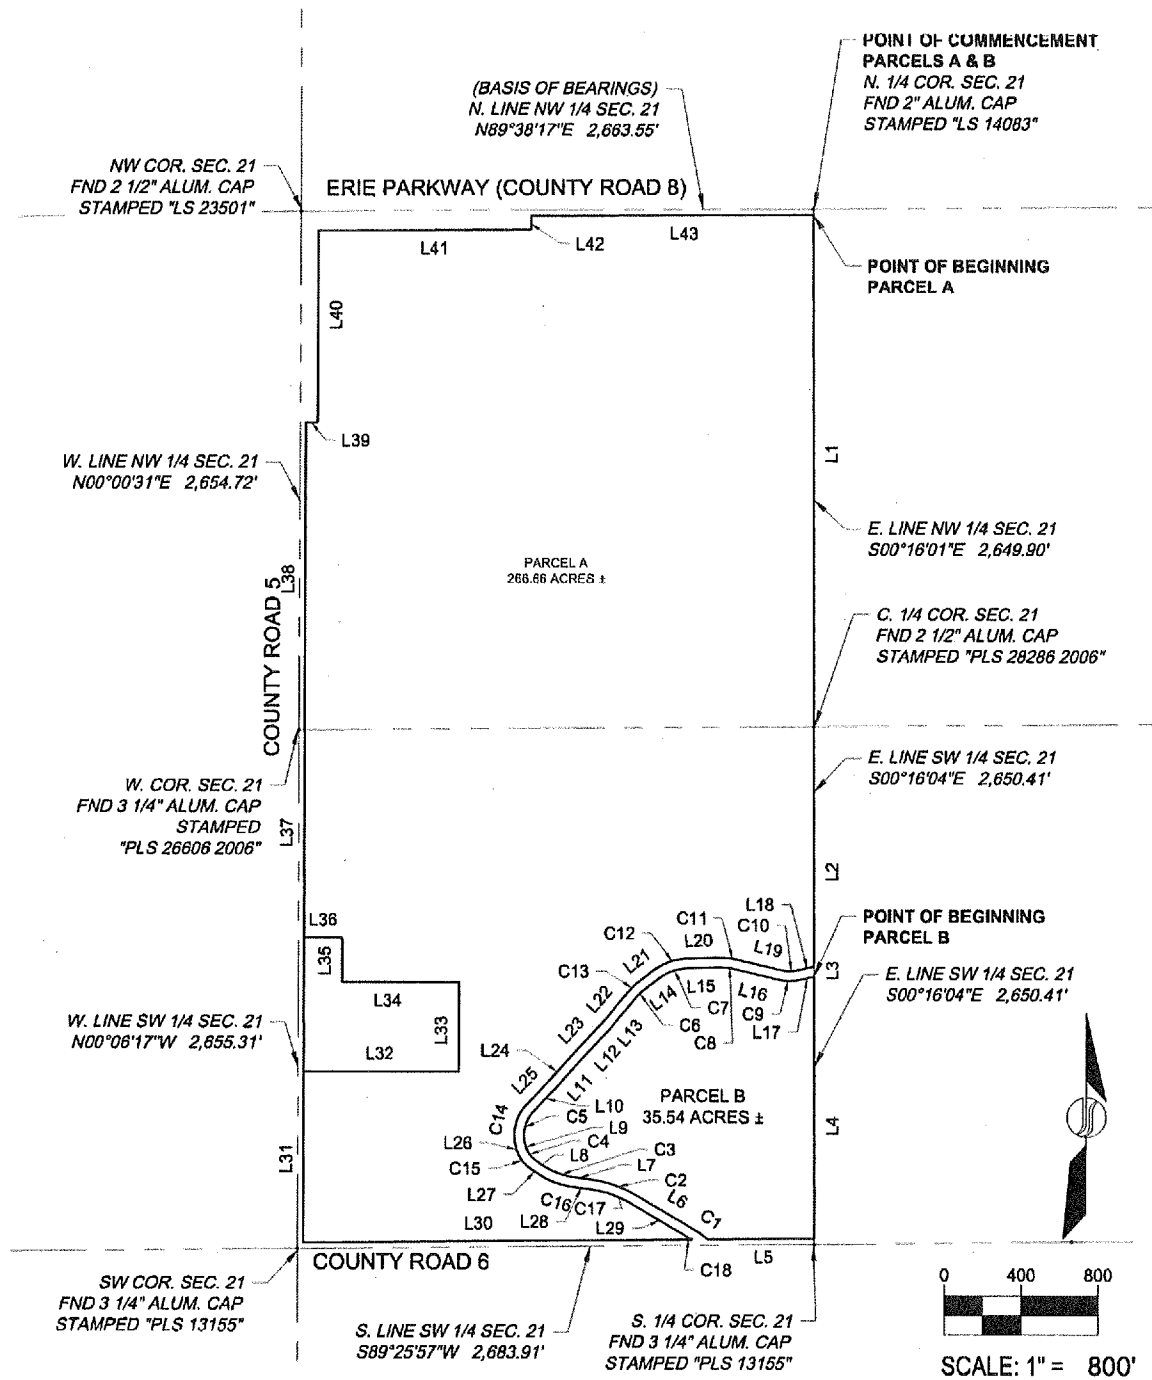 POINT OF COMMENCEMENT
PARCELS A & B
N. 1/4 COR. SEC. 21
FND 2" ALUM. CAP
STAMPED "LS 14083"
(BASIS OF BEARINGS)
N. LINE NW 1/4 SEC. 21
N89°38'17"E 2,663.55'
NW COR. SEC. 21
FND 2 1/2" ALUM. CAP
STAMPED "LS 23501"
ERIE PARKWAY (COUNTY ROAD 8)
L41
L42
L43
POINT OF BEGINNING
PARCEL A
L40
L39
W. LINE NW 1/4 SEC. 21
N00°00'31"E 2,654.72'
L1
E. LINE NW 1/4 SEC. 21
S00°16'01"E 2,649.90'
PARCEL A
266.66 ACRES ±
L38
COUNTY ROAD 5
C. 1/4 COR. SEC. 21
FND 2 1/2" ALUM. CAP
STAMPED "PLS 28286 2006"
W. COR. SEC. 21
FND 3 1/4" ALUM. CAP
STAMPED
"PLS 26606 2006"
L37
E. LINE SW 1/4 SEC. 21
S00°16'04"E 2,650.41'
L2
L36
L35
L34
L33
L32
C12
C11
L20
L18
C10
L19
POINT OF BEGINNING
PARCEL B
L3
E. LINE SW 1/4 SEC. 21
S00°16'04"E 2,650.41'
C13
L21
L22
L14
L15
C7
C6
C8
L16
C9
L17
W. LINE SW 1/4 SEC. 21
N00°06'17"W 2,655.31'
L23
L24
L25
L13
L12
L11
L10
PARCEL B
35.54 ACRES ±
L4
C14
C5
L9
C4
L8
C3
L7
C2
L6
C1
L26
C15
L27
C16
L28
C17
L29
L31
L30
L5
C18
COUNTY ROAD 6
SW COR. SEC. 21
FND 3 1/4" ALUM. CAP
STAMPED "PLS 13155"
S. LINE SW 1/4 SEC. 21
S89°25'57"W 2,683.91'
S. 1/4 COR. SEC. 21
FND 3 1/4" ALUM. CAP
STAMPED "PLS 13155"
0 400 800
SCALE: 1" = 800'